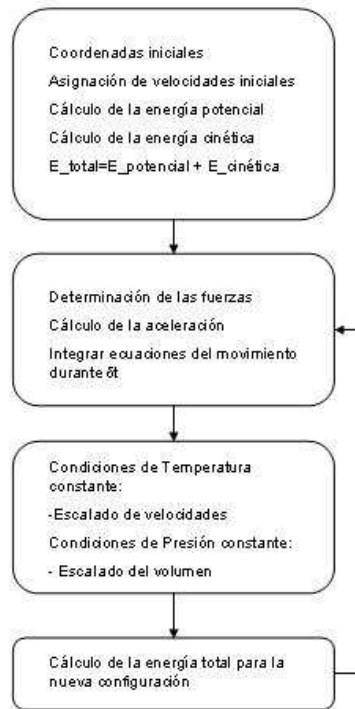 Coordenadas iniciales
Asignación de velocidades iniciales
Cálculo de la energía potencial
Cálculo de la energía cinética
E_total=E_potencial + E_cinética
Determinación de las fuerzas
Cálculo de la aceleración
Integrar ecuaciones del movimiento
durante δt
Condiciones de Temperatura
constante:
-Escalado de velocidades
Condiciones de Presión constante:
- Escalado del volumen
Cálculo de la energía total para la
nueva configuración